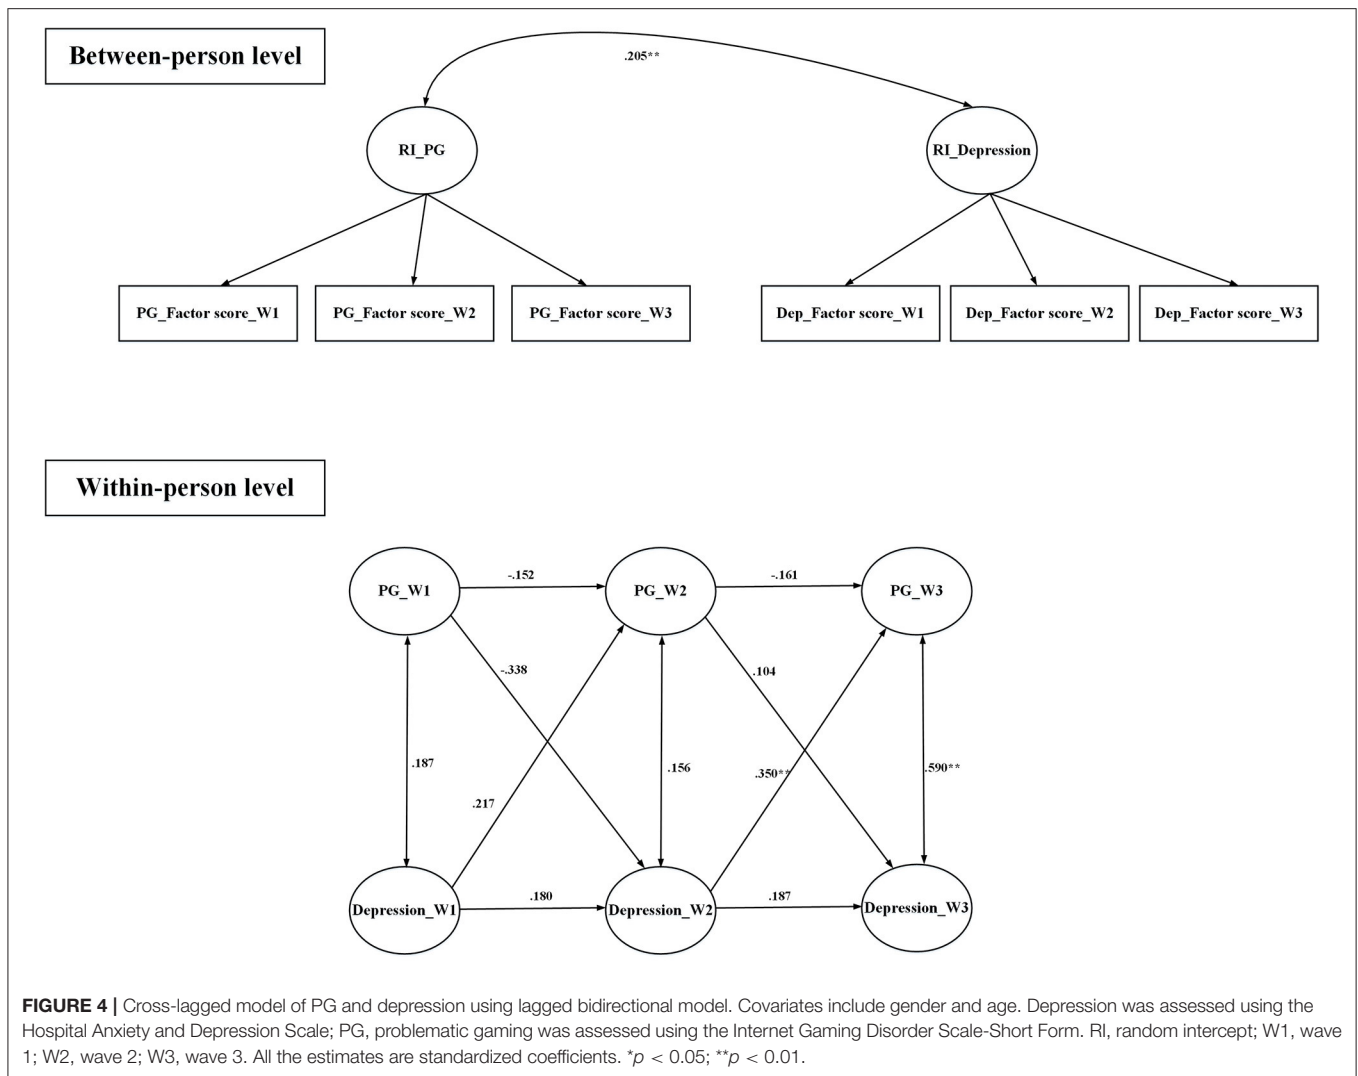 Between-person level
.205**
RI_PG
RI_Depression
PG_Factor score_W1
PG_Factor score_W2
PG_Factor score_W3
Dep_Factor score_W1
Dep_Factor score_W2
Dep_Factor score_W3
Within-person level
PG_W1
-.152
PG_W2
-.161
PG_W3
-.338
.104
.187
.156
.350**
.590**
.217
Depression_W1
.180
Depression_W2
.187
Depression_W3
FIGURE 4 | Cross-lagged model of PG and depression using lagged bidirectional model. Covariates include gender and age. Depression was assessed using the
Hospital Anxiety and Depression Scale; PG, problematic gaming was assessed using the Internet Gaming Disorder Scale-Short Form. RI, random intercept; W1, wave
1; W2, wave 2; W3, wave 3. All the estimates are standardized coefficients. *p < 0.05; **p < 0.01.